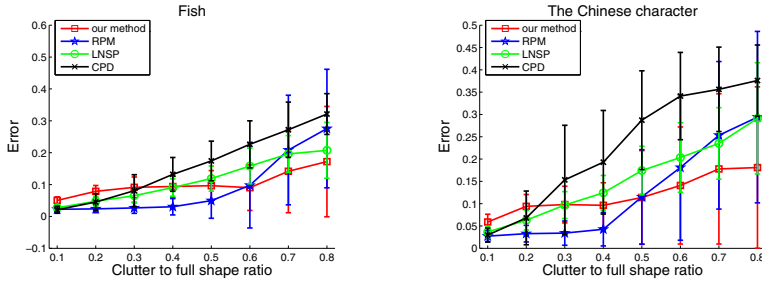 Fish
0.6
0.5
0.4
0.3
0.2
0.1
0
−0.1
Error
our method
RPM
LNSP
CPD
0.1 0.2 0.3 0.4 0.5 0.6 0.7 0.8
Clutter to full shape ratio
The Chinese character
0.5
0.45
0.4
0.35
0.3
0.25
0.2
0.15
0.1
0.05
0
Error
our method
RPM
LNSP
CPD
0.1 0.2 0.3 0.4 0.5 0.6 0.7 0.8
Clutter to full shape ratio